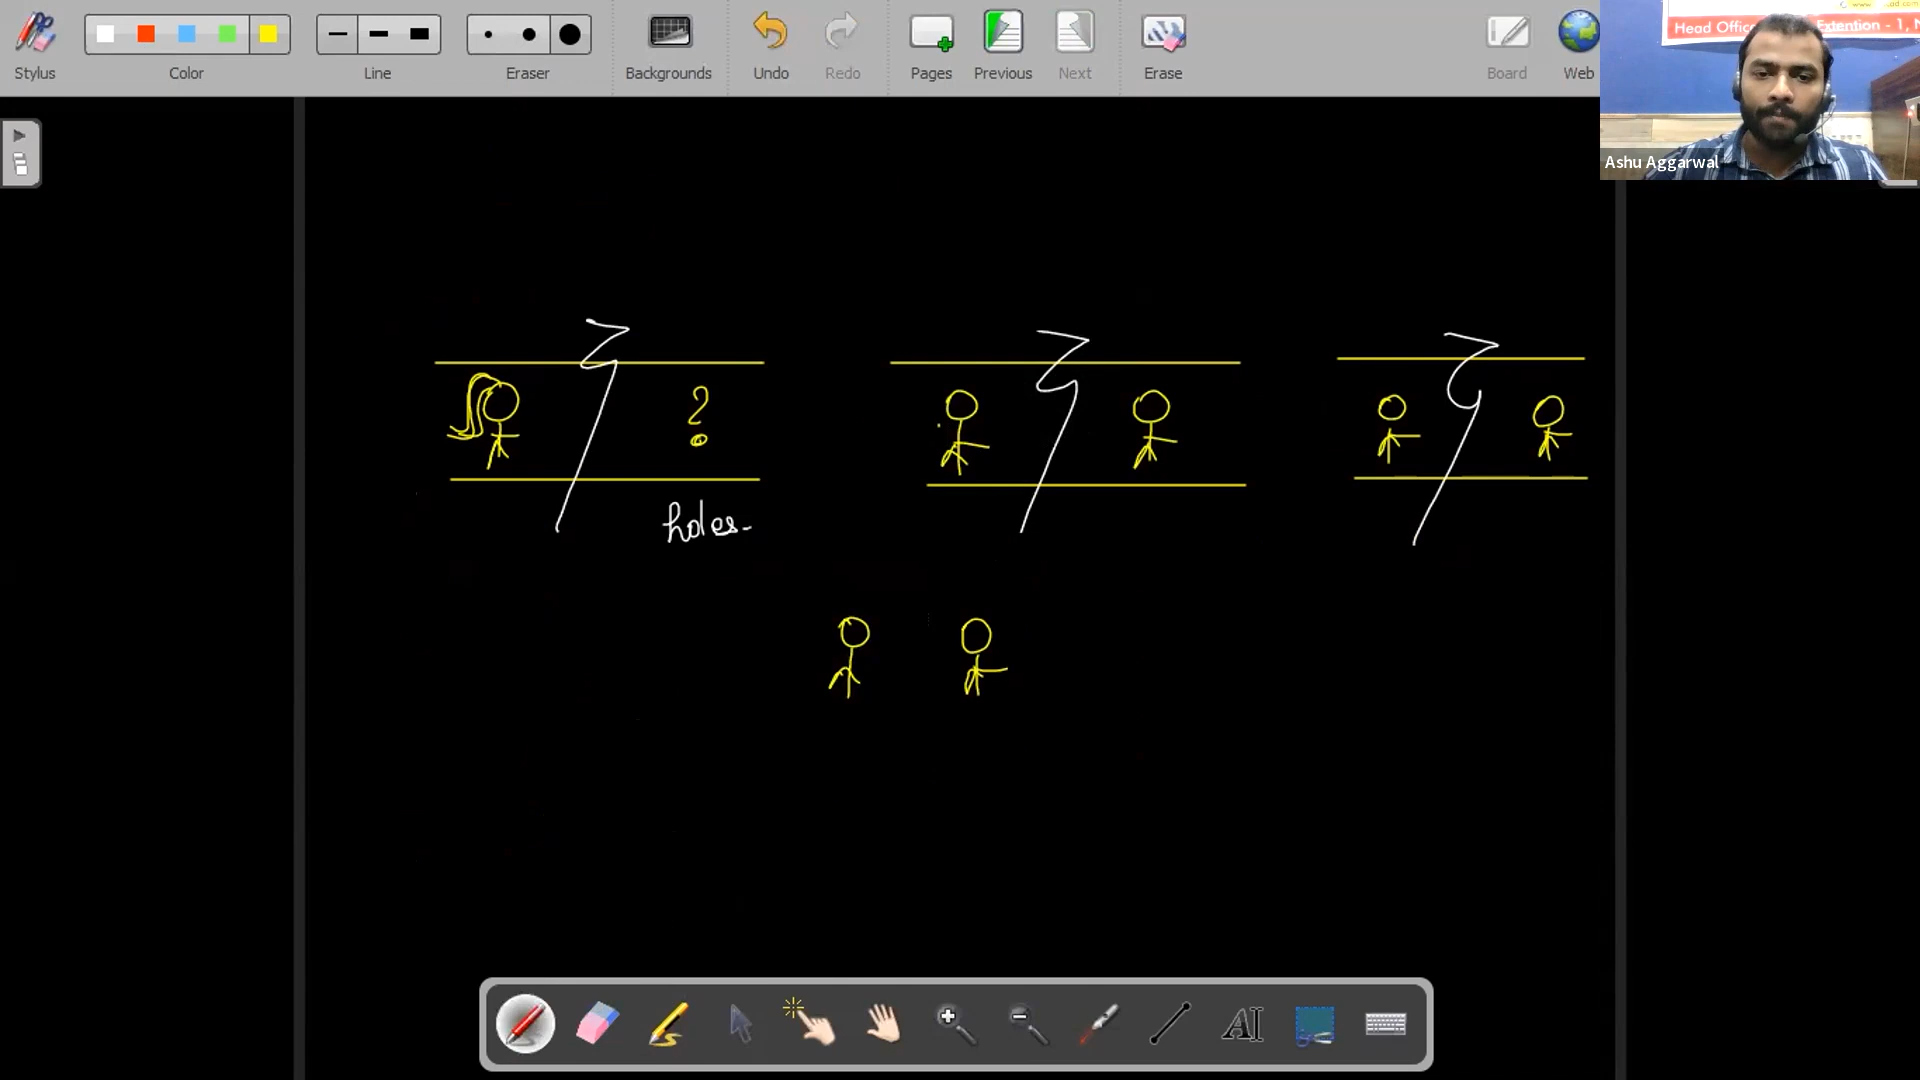 Stylus
Color
Line
Eraser
Backgrounds
Undo
Redo
Pages
Previous
Next
Erase
Board
Web
Head Offic
Extention - 1, N
Ashu Aggarwal
?
holes-
AI